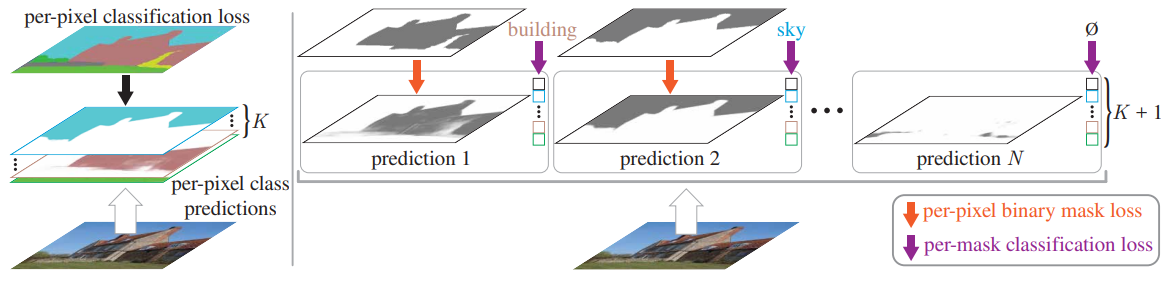 per-pixel classification loss
K
per-pixel class
predictions
building
sky
∅
prediction 1
prediction 2
prediction N
K + 1
per-pixel binary mask loss
per-mask classification loss